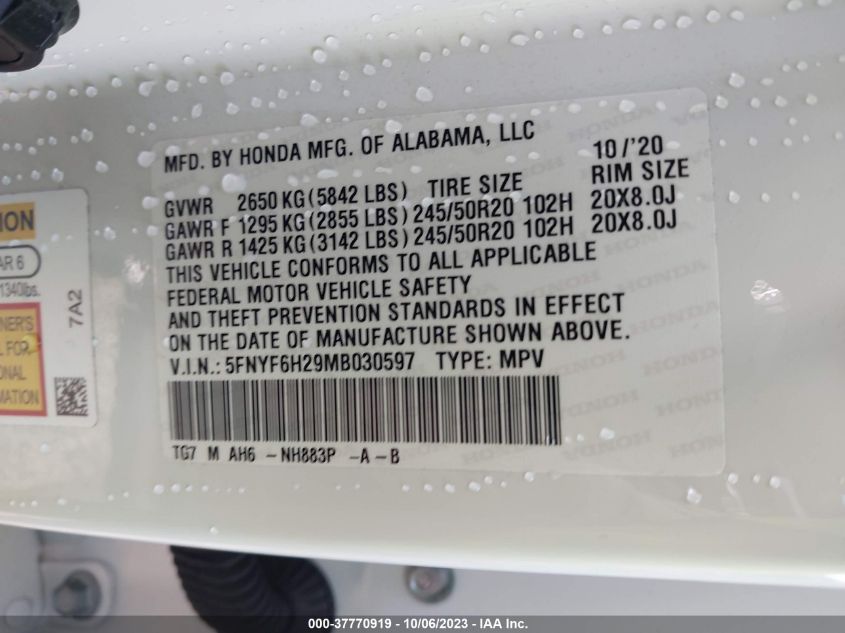 MFD. BY HONDA MFG. OF ALABAMA, LLC 10/'20
GVWR 2650 KG (5842 LBS) TIRE SIZE RIM SIZE
GAWR F 1295 KG (2855 LBS) 245/50R20 102H 20X8.0J
GAWR R 1425 KG (3142 LBS) 245/50R20 102H 20X8.0J
THIS VEHICLE CONFORMS TO ALL APPLICABLE
FEDERAL MOTOR VEHICLE SAFETY
AND THEFT PREVENTION STANDARDS IN EFFECT
ON THE DATE OF MANUFACTURE SHOWN ABOVE.
V.I.N.: 5FNYF6H29MB030597 TYPE: MPV
TG7 M AH6 -NH883P -A-B
6
1340lbs.
7A2
000-37770919 - 10/06/2023 - IAA Inc.